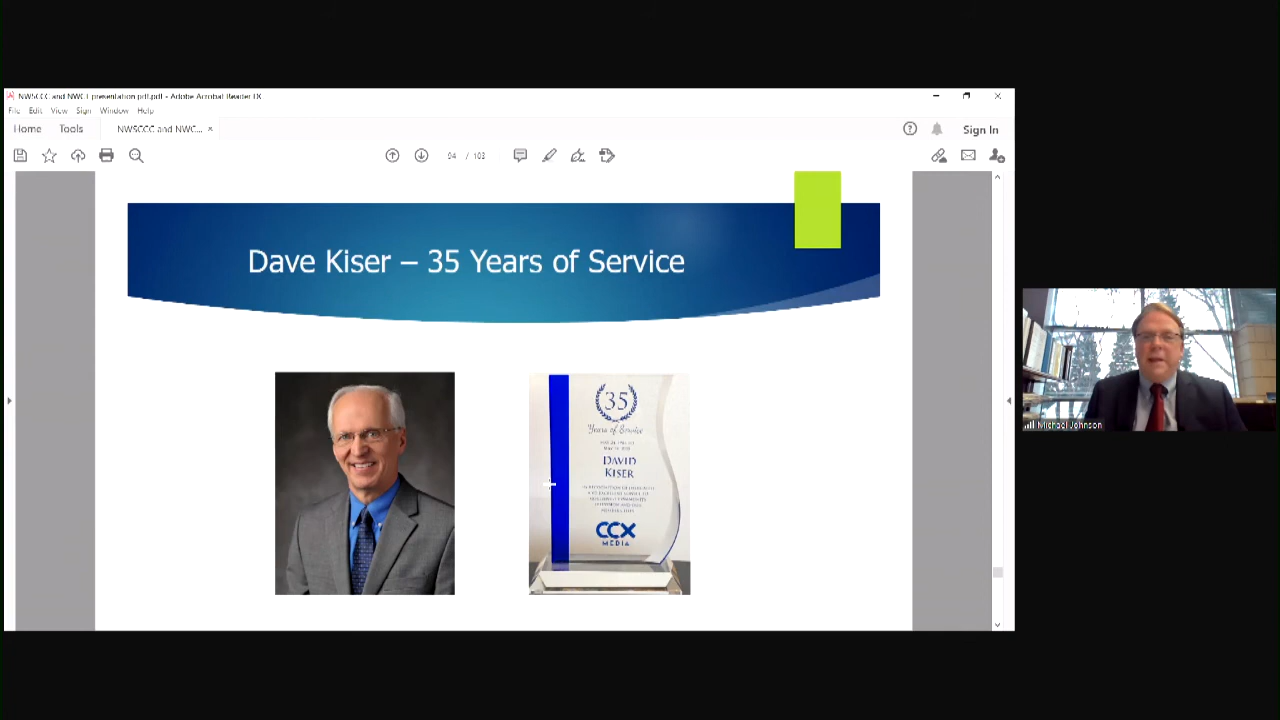 NWSCCC and NWCT presentation pdf.pdf - Adobe Acrobat Reader DC
File Edit View Sign Window Help
Home Tools NWSCCC and NWC... ×
Sign In
94 / 103
Dave Kiser – 35 Years of Service
35
Years of Service
DAVID
KISER
CCX
MEDIA
Michael Johnson